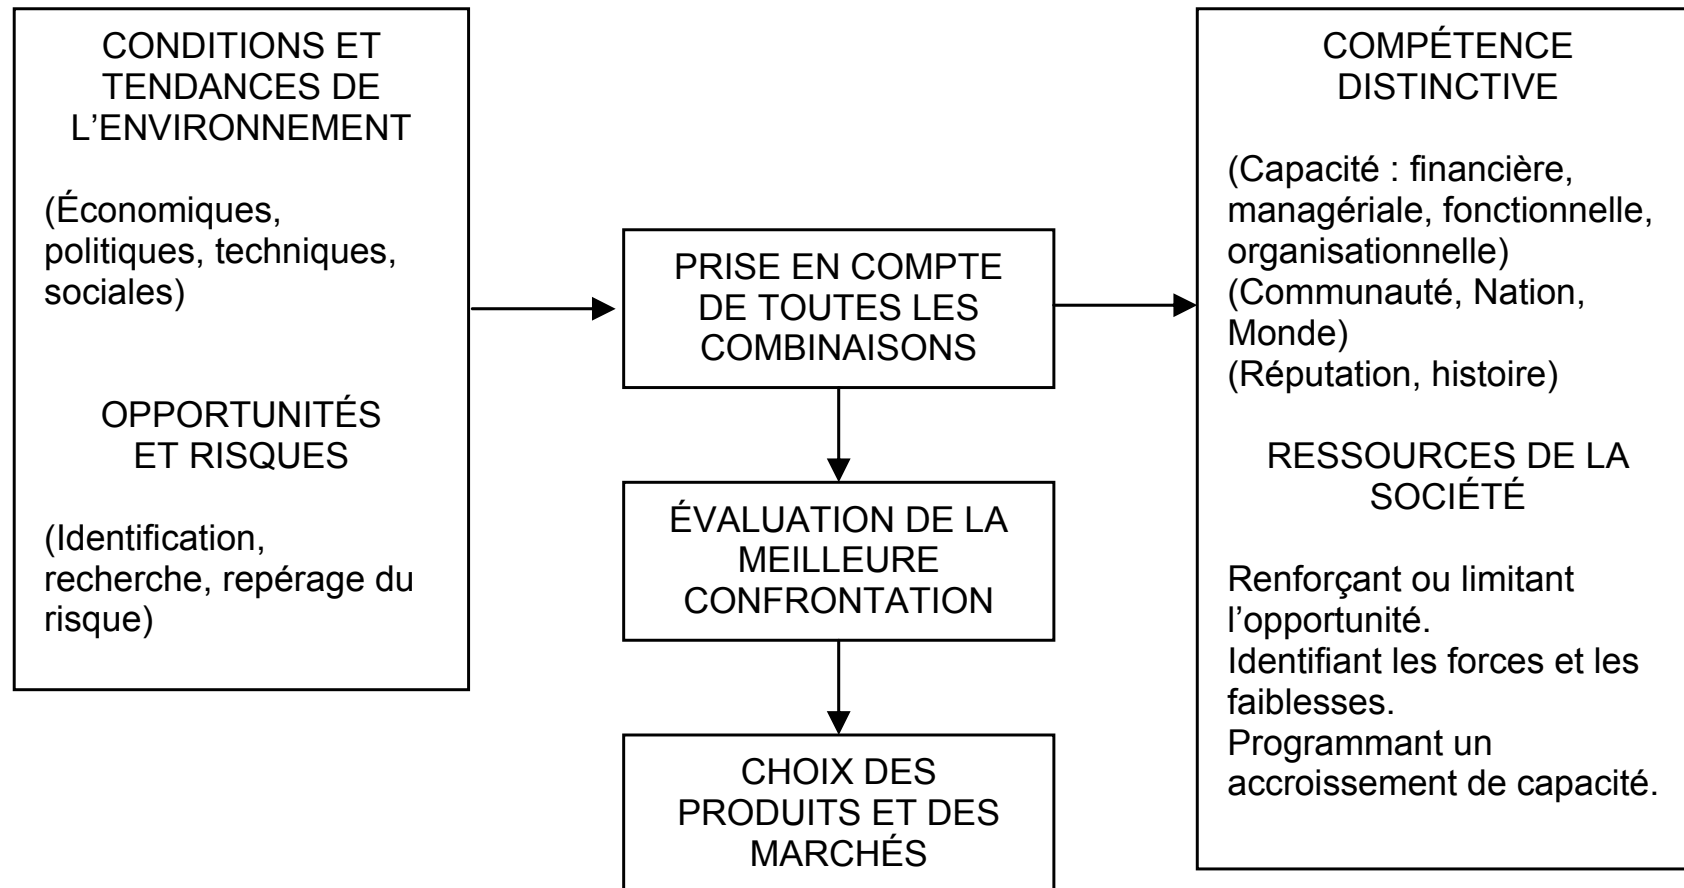 CONDITIONS ET
TENDANCES DE
L’ENVIRONNEMENT
(Économiques,
politiques, techniques,
sociales)
OPPORTUNITÉS
ET RISQUES
(Identification,
recherche, repérage du
risque)
PRISE EN COMPTE
DE TOUTES LES
COMBINAISONS
ÉVALUATION DE LA
MEILLEURE
CONFRONTATION
CHOIX DES
PRODUITS ET DES
MARCHÉS
COMPÉTENCE
DISTINCTIVE
(Capacité : financière,
managériale, fonctionnelle,
organisationnelle)
(Communauté, Nation,
Monde)
(Réputation, histoire)
RESSOURCES DE LA
SOCIÉTÉ
Renforçant ou limitant
l’opportunité.
Identifiant les forces et les
faiblesses.
Programmant un
accroissement de capacité.